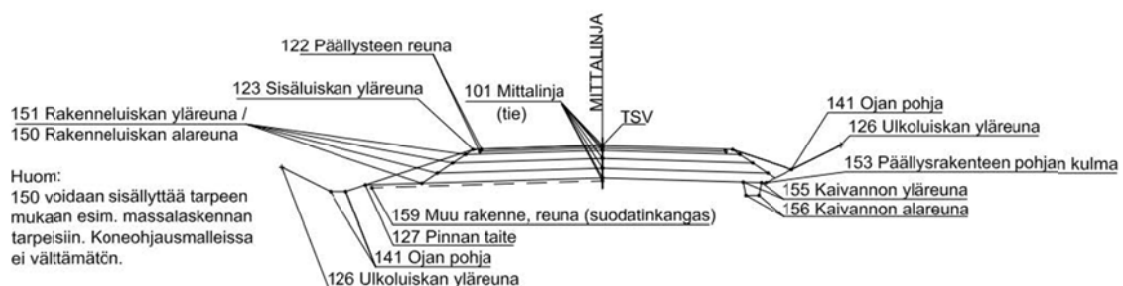 122 Päällysteen reuna
123 Sisäluiskan yläreuna
151 Rakenneluiskan yläreuna /
150 Rakenneluiskan alareuna
Huom:
150 voidaan sisällyttää tarpeen
mukaan esim. massalaskennan
tarpeisiin. Koneohjausmalleissa
ei välttämätön.
101 Mittalinja
(tie)
MITTALINJA
TSV
141 Ojan pohja
126 Ulkoluiskan yläreuna
153 Päällysrakenteen pohjan kulma
155 Kaivannon yläreuna
156 Kaivannon alareuna
159 Muu rakenne, reuna (suodatinkangas)
127 Pinnan taite
141 Ojan pohja
126 Ulkoluiskan yläreuna